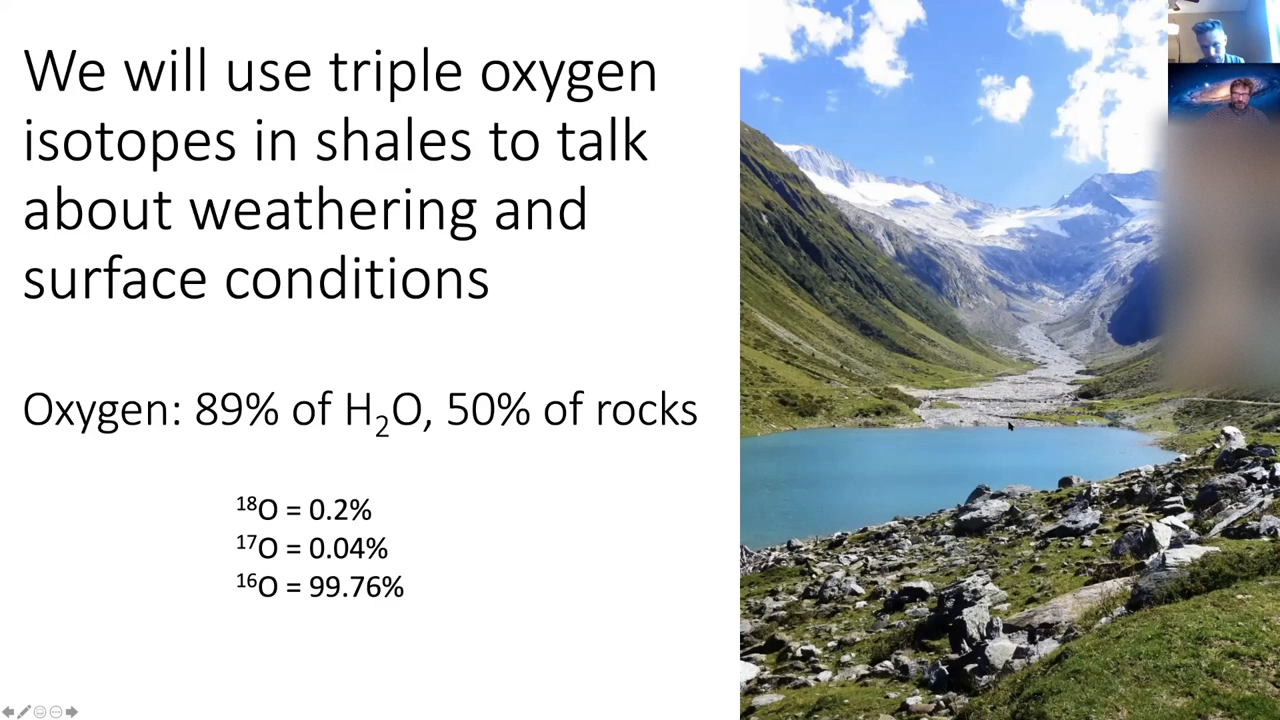 We will use triple oxygen
isotopes in shales to talk
about weathering and
surface conditions
Oxygen: 89% of H₂O, 50% of rocks
¹⁸O = 0.2%
¹⁷O = 0.04%
¹⁶O = 99.76%